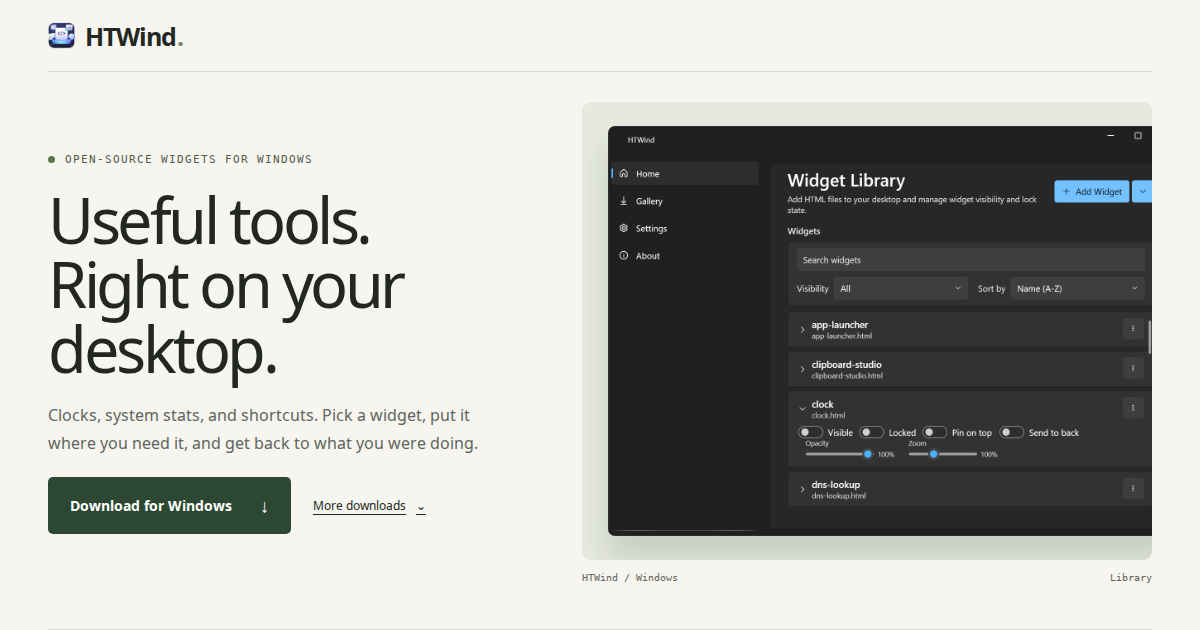 HTWind.
OPEN-SOURCE WIDGETS FOR WINDOWS
Useful tools.
Right on your
desktop.
Clocks, system stats, and shortcuts. Pick a widget, put it
where you need it, and get back to what you were doing.
Download for Windows ↓
More downloads ⌄
HTWind
Home
Gallery
Settings
About
Widget Library
Add HTML files to your desktop and manage widget visibility and lock
state.
+ Add Widget
Widgets
Search widgets
Visibility All Sort by Name (A-Z)
app-launcher
app-launcher.html
clipboard-studio
clipboard-studio.html
clock
clock.html
Visible Locked Pin on top Send to back
Opacity Zoom
100% 100%
dns-lookup
dns-lookup.html
HTWind / Windows Library